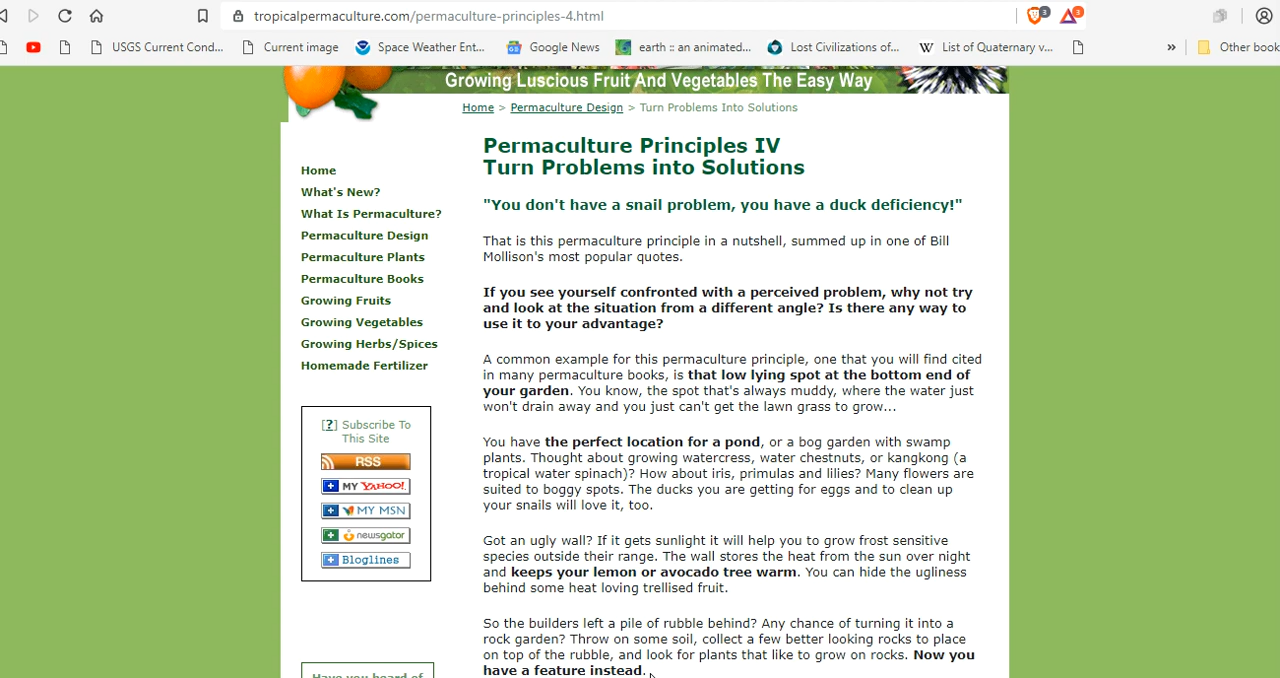 tropicalpermaculture.com/permaculture-principles-4.html
3
3
USGS Current Cond...
Current image
Space Weather Ent...
Google News
earth :: an animated...
Lost Civilizations of...
W List of Quaternary v...
»
Other book
Growing Luscious Fruit And Vegetables The Easy Way
Home > Permaculture Design > Turn Problems Into Solutions
Home
What's New?
What Is Permaculture?
Permaculture Design
Permaculture Plants
Permaculture Books
Growing Fruits
Growing Vegetables
Growing Herbs/Spices
Homemade Fertilizer
[?] Subscribe To
This Site
RSS
MY YAHOO!
MY MSN
newsgator
Bloglines
Have you heard of
Permaculture Principles IV
Turn Problems into Solutions
"You don't have a snail problem, you have a duck deficiency!"
That is this permaculture principle in a nutshell, summed up in one of Bill
Mollison's most popular quotes.
If you see yourself confronted with a perceived problem, why not try
and look at the situation from a different angle? Is there any way to
use it to your advantage?
A common example for this permaculture principle, one that you will find cited
in many permaculture books, is that low lying spot at the bottom end of
your garden. You know, the spot that's always muddy, where the water just
won't drain away and you just can't get the lawn grass to grow...
You have the perfect location for a pond, or a bog garden with swamp
plants. Thought about growing watercress, water chestnuts, or kangkong (a
tropical water spinach)? How about iris, primulas and lilies? Many flowers are
suited to boggy spots. The ducks you are getting for eggs and to clean up
your snails will love it, too.
Got an ugly wall? If it gets sunlight it will help you to grow frost sensitive
species outside their range. The wall stores the heat from the sun over night
and keeps your lemon or avocado tree warm. You can hide the ugliness
behind some heat loving trellised fruit.
So the builders left a pile of rubble behind? Any chance of turning it into a
rock garden? Throw on some soil, collect a few better looking rocks to place
on top of the rubble, and look for plants that like to grow on rocks. Now you
have a feature instead.